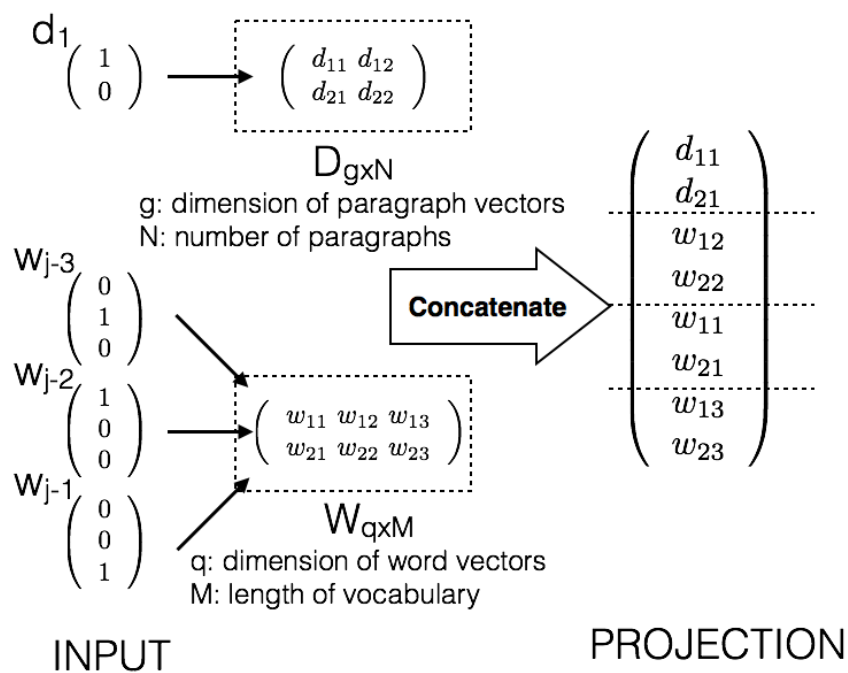 d1
( 1
0 )
( d11 d12
d21 d22 )
DgxN
g: dimension of paragraph vectors
N: number of paragraphs
wj-3
( 0
1
0 )
wj-2
( 1
0
0 )
wj-1
( 0
0
1 )
( w11 w12 w13
w21 w22 w23 )
WqxM
q: dimension of word vectors
M: length of vocabulary
Concatenate
( d11
d21
w12
w22
w11
w21
w13
w23 )
INPUT
PROJECTION